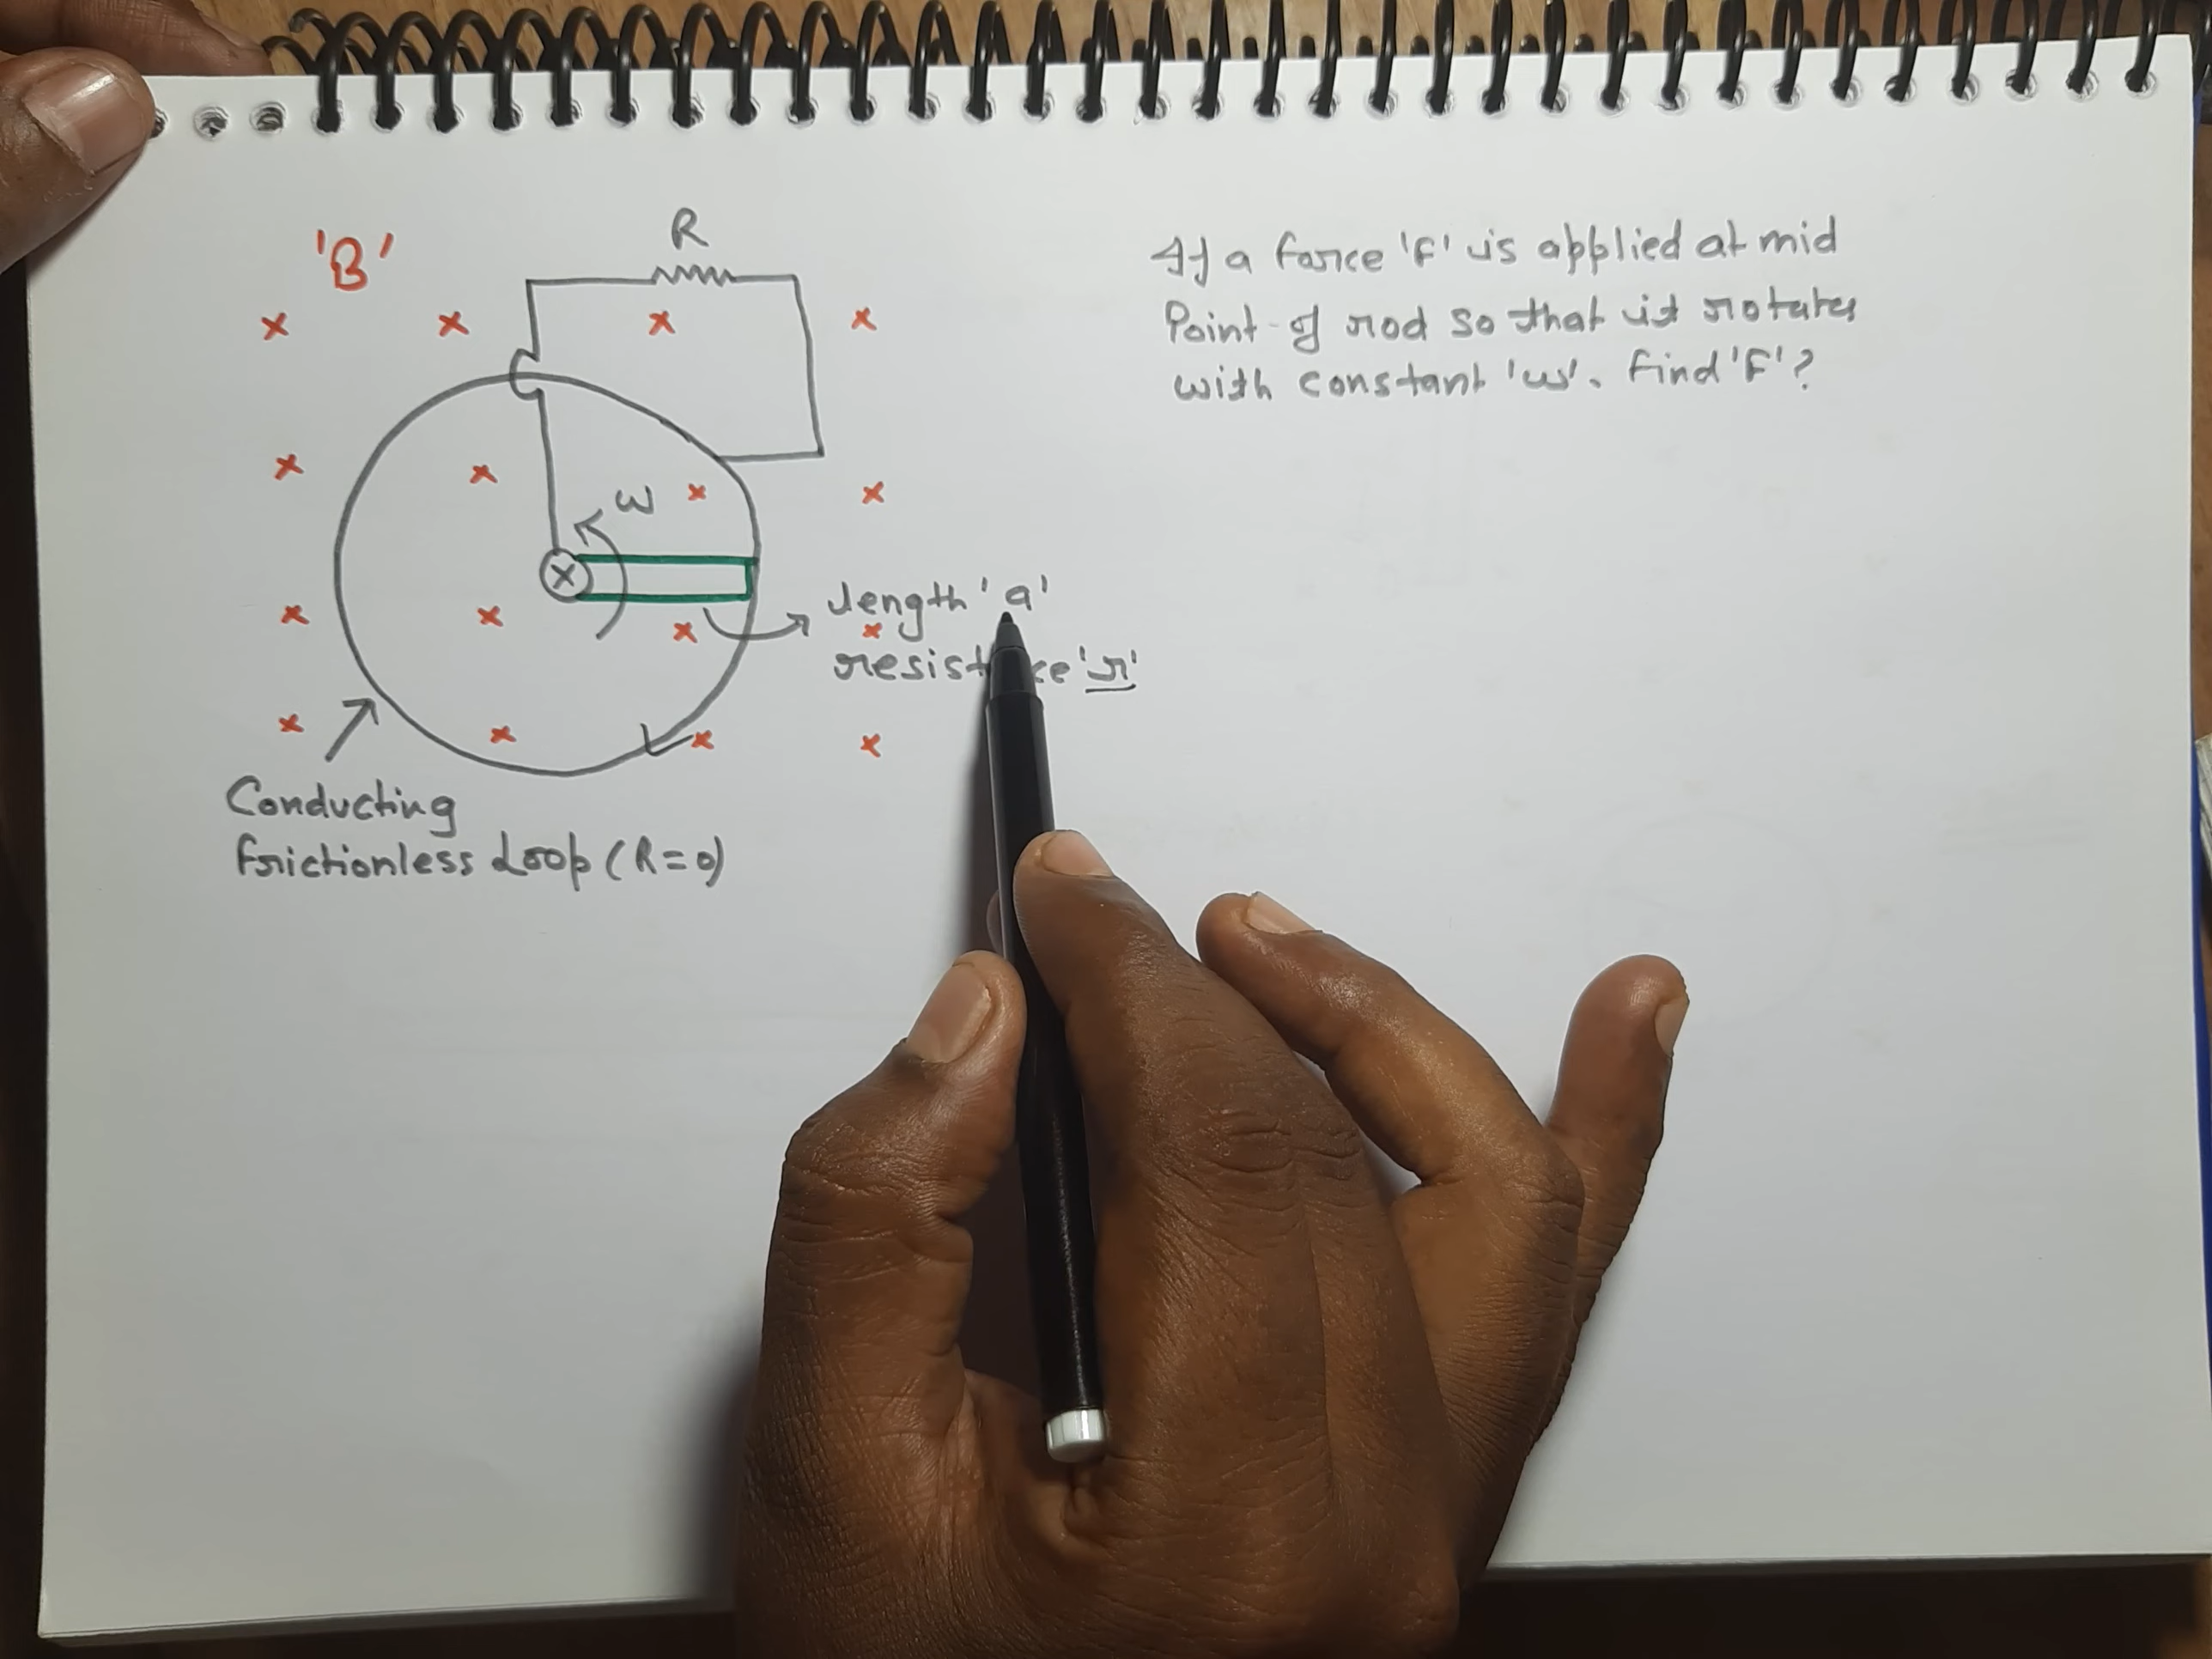 'B'
R
If a force 'F' is applied at mid
Point of rod so that it rotates
with constant 'ω'. Find 'F'?
ω
length 'a'
'r'
Conducting
frictionless Loop (R=0)